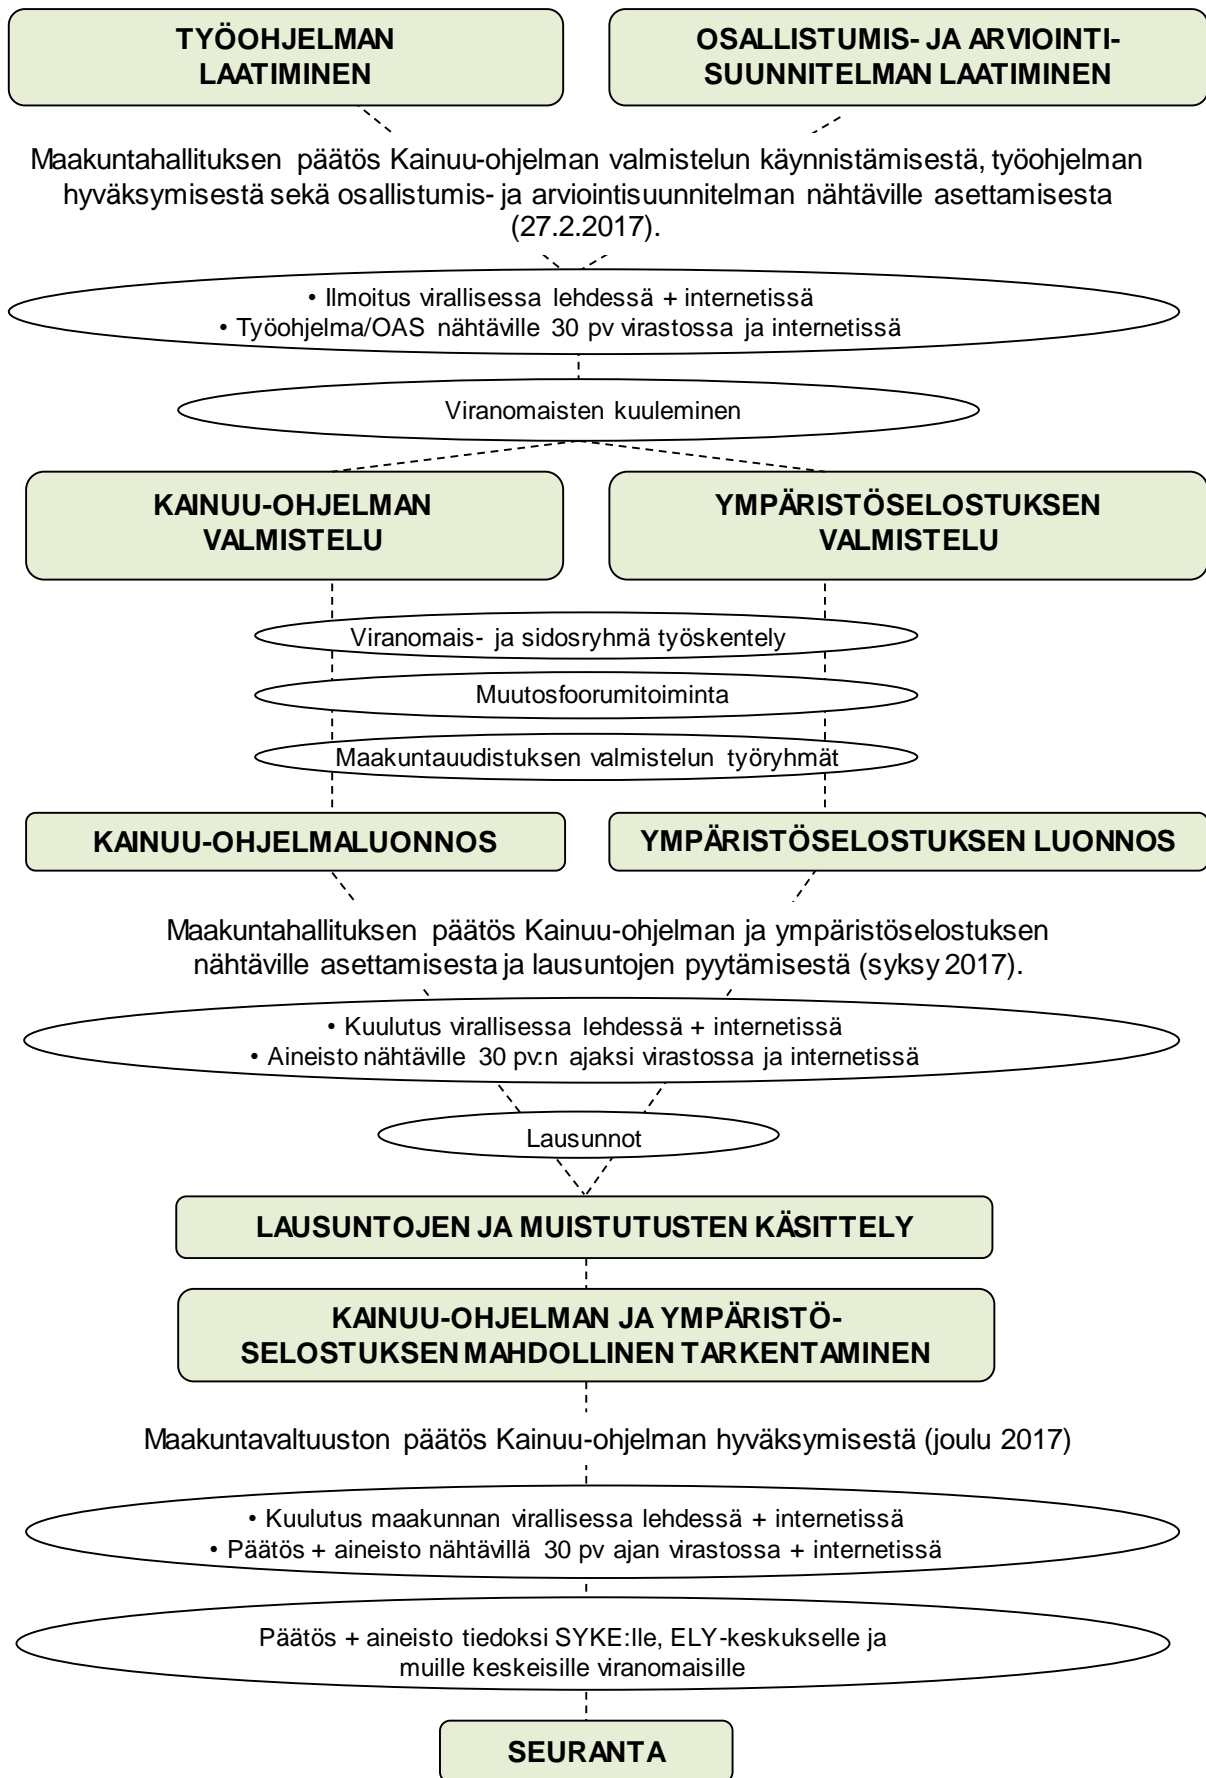 TYÖOHJELMAN
LAATIMINEN
OSALLISTUMIS- JA ARVIOINTI-
SUUNNITELMAN LAATIMINEN
Maakuntahallituksen päätös Kainuu-ohjelman valmistelun käynnistämisestä, työohjelman
hyväksymisestä sekä osallistumis- ja arviointisuunnitelman nähtäville asettamisesta
(27.2.2017).
• Ilmoitus virallisessa lehdessä + internetissä
• Työohjelma/OAS nähtäville 30 pv virastossa ja internetissä
Viranomaisten kuuleminen
KAINUU-OHJELMAN
VALMISTELU
YMPÄRISTÖSELOSTUKSEN
VALMISTELU
Viranomais- ja sidosryhmä työskentely
Muutosfoorumitoiminta
Maakuntauudistuksen valmistelun työryhmät
KAINUU-OHJELMALUONNOS
YMPÄRISTÖSELOSTUKSEN LUONNOS
Maakuntahallituksen päätös Kainuu-ohjelman ja ympäristöselostuksen
nähtäville asettamisesta ja lausuntojen pyytämisestä (syksy 2017).
• Kuulutus virallisessa lehdessä + internetissä
• Aineisto nähtäville 30 pv:n ajaksi virastossa ja internetissä
Lausunnot
LAUSUNTOJEN JA MUISTUTUSTEN KÄSITTELY
KAINUU-OHJELMAN JA YMPÄRISTÖ-
SELOSTUKSEN MAHDOLLINEN TARKENTAMINEN
Maakuntavaltuuston päätös Kainuu-ohjelman hyväksymisestä (joulu 2017)
• Kuulutus maakunnan virallisessa lehdessä + internetissä
• Päätös + aineisto nähtävillä 30 pv ajan virastossa + internetissä
Päätös + aineisto tiedoksi SYKE:lle, ELY-keskukselle ja
muille keskeisille viranomaisille
SEURANTA